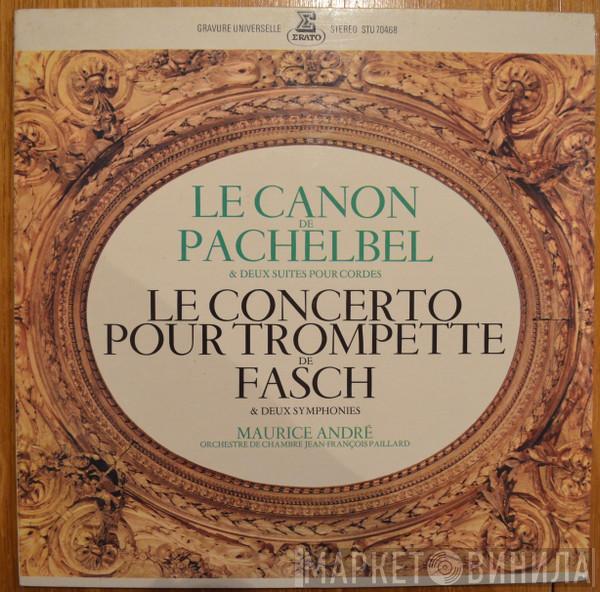 GRAVURE UNIVERSELLE ERATO STEREO STU 70468
LE CANON
DE
PACHELBEL
& DEUX SUITES POUR CORDES
LE CONCERTO
POUR TROMPETTE
DE
FASCH
& DEUX SYMPHONIES
MAURICE ANDRÉ
ORCHESTRE DE CHAMBRE JEAN-FRANÇOIS PAILLARD
МАРКЕТ ВИНИЛА